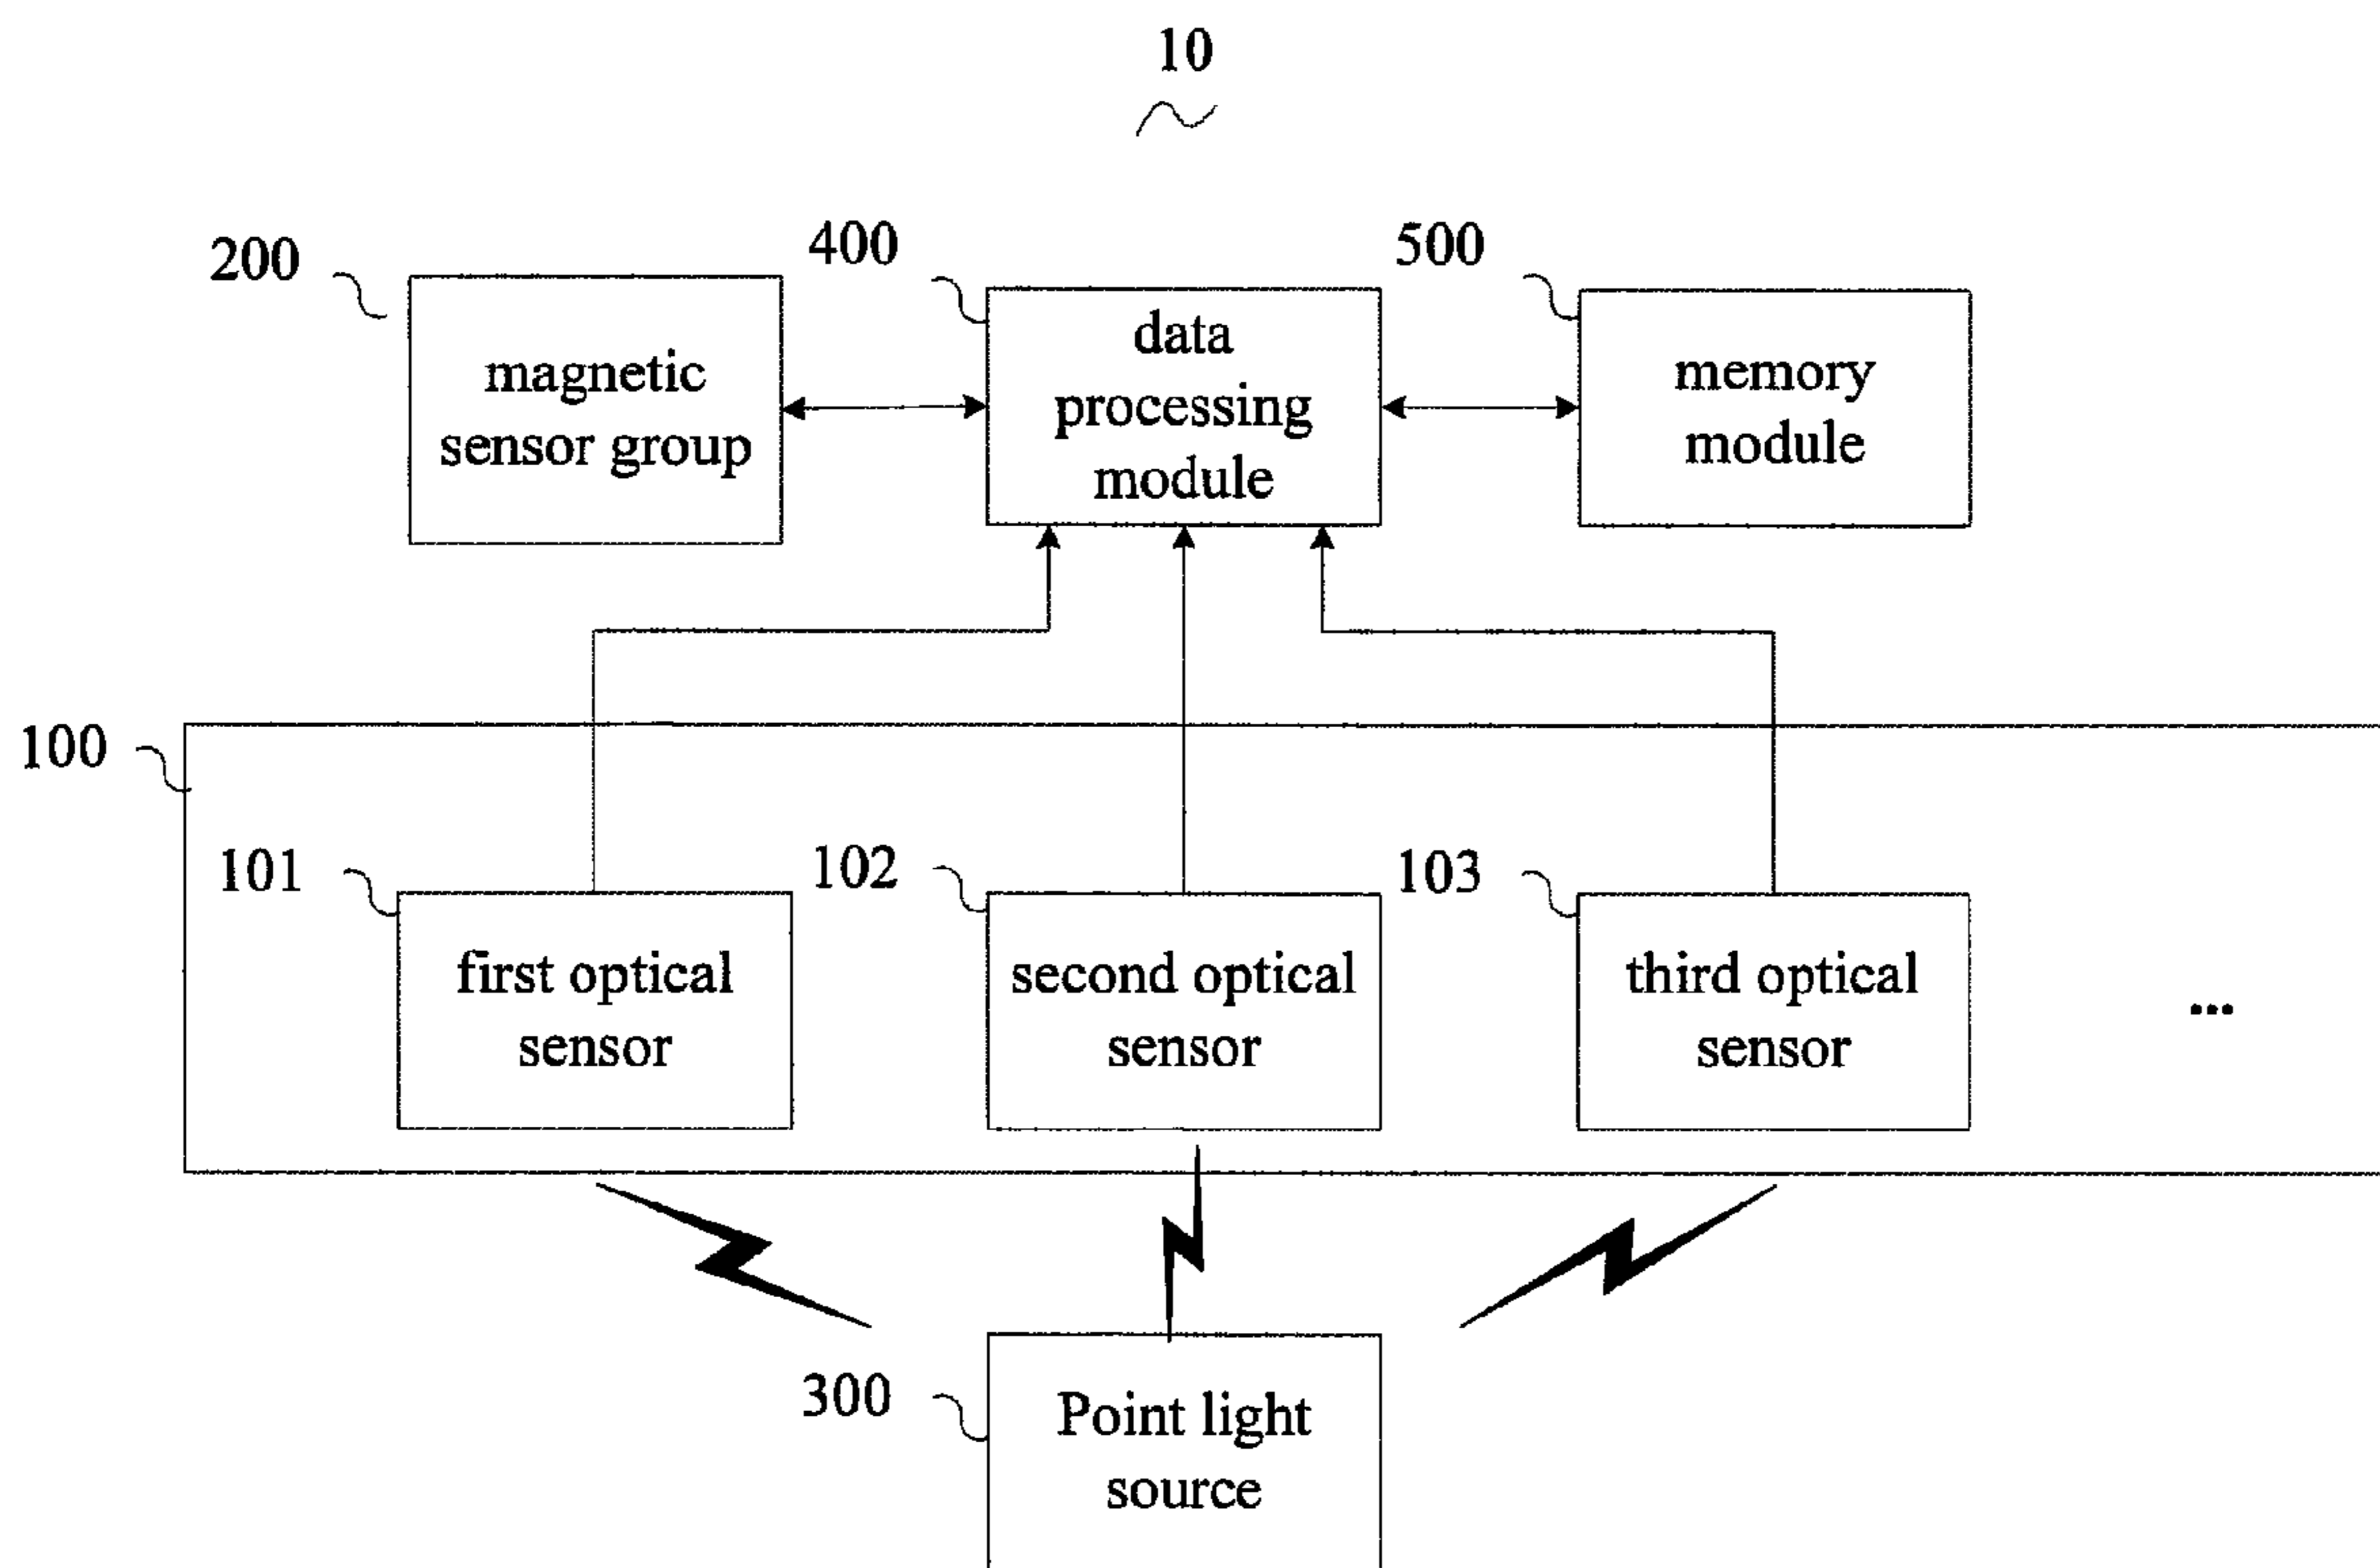 10
200
400
500
magnetic
sensor group
data
processing
module
memory
module
100
101
102
103
first optical
sensor
second optical
sensor
third optical
sensor
...
300
Point light
source